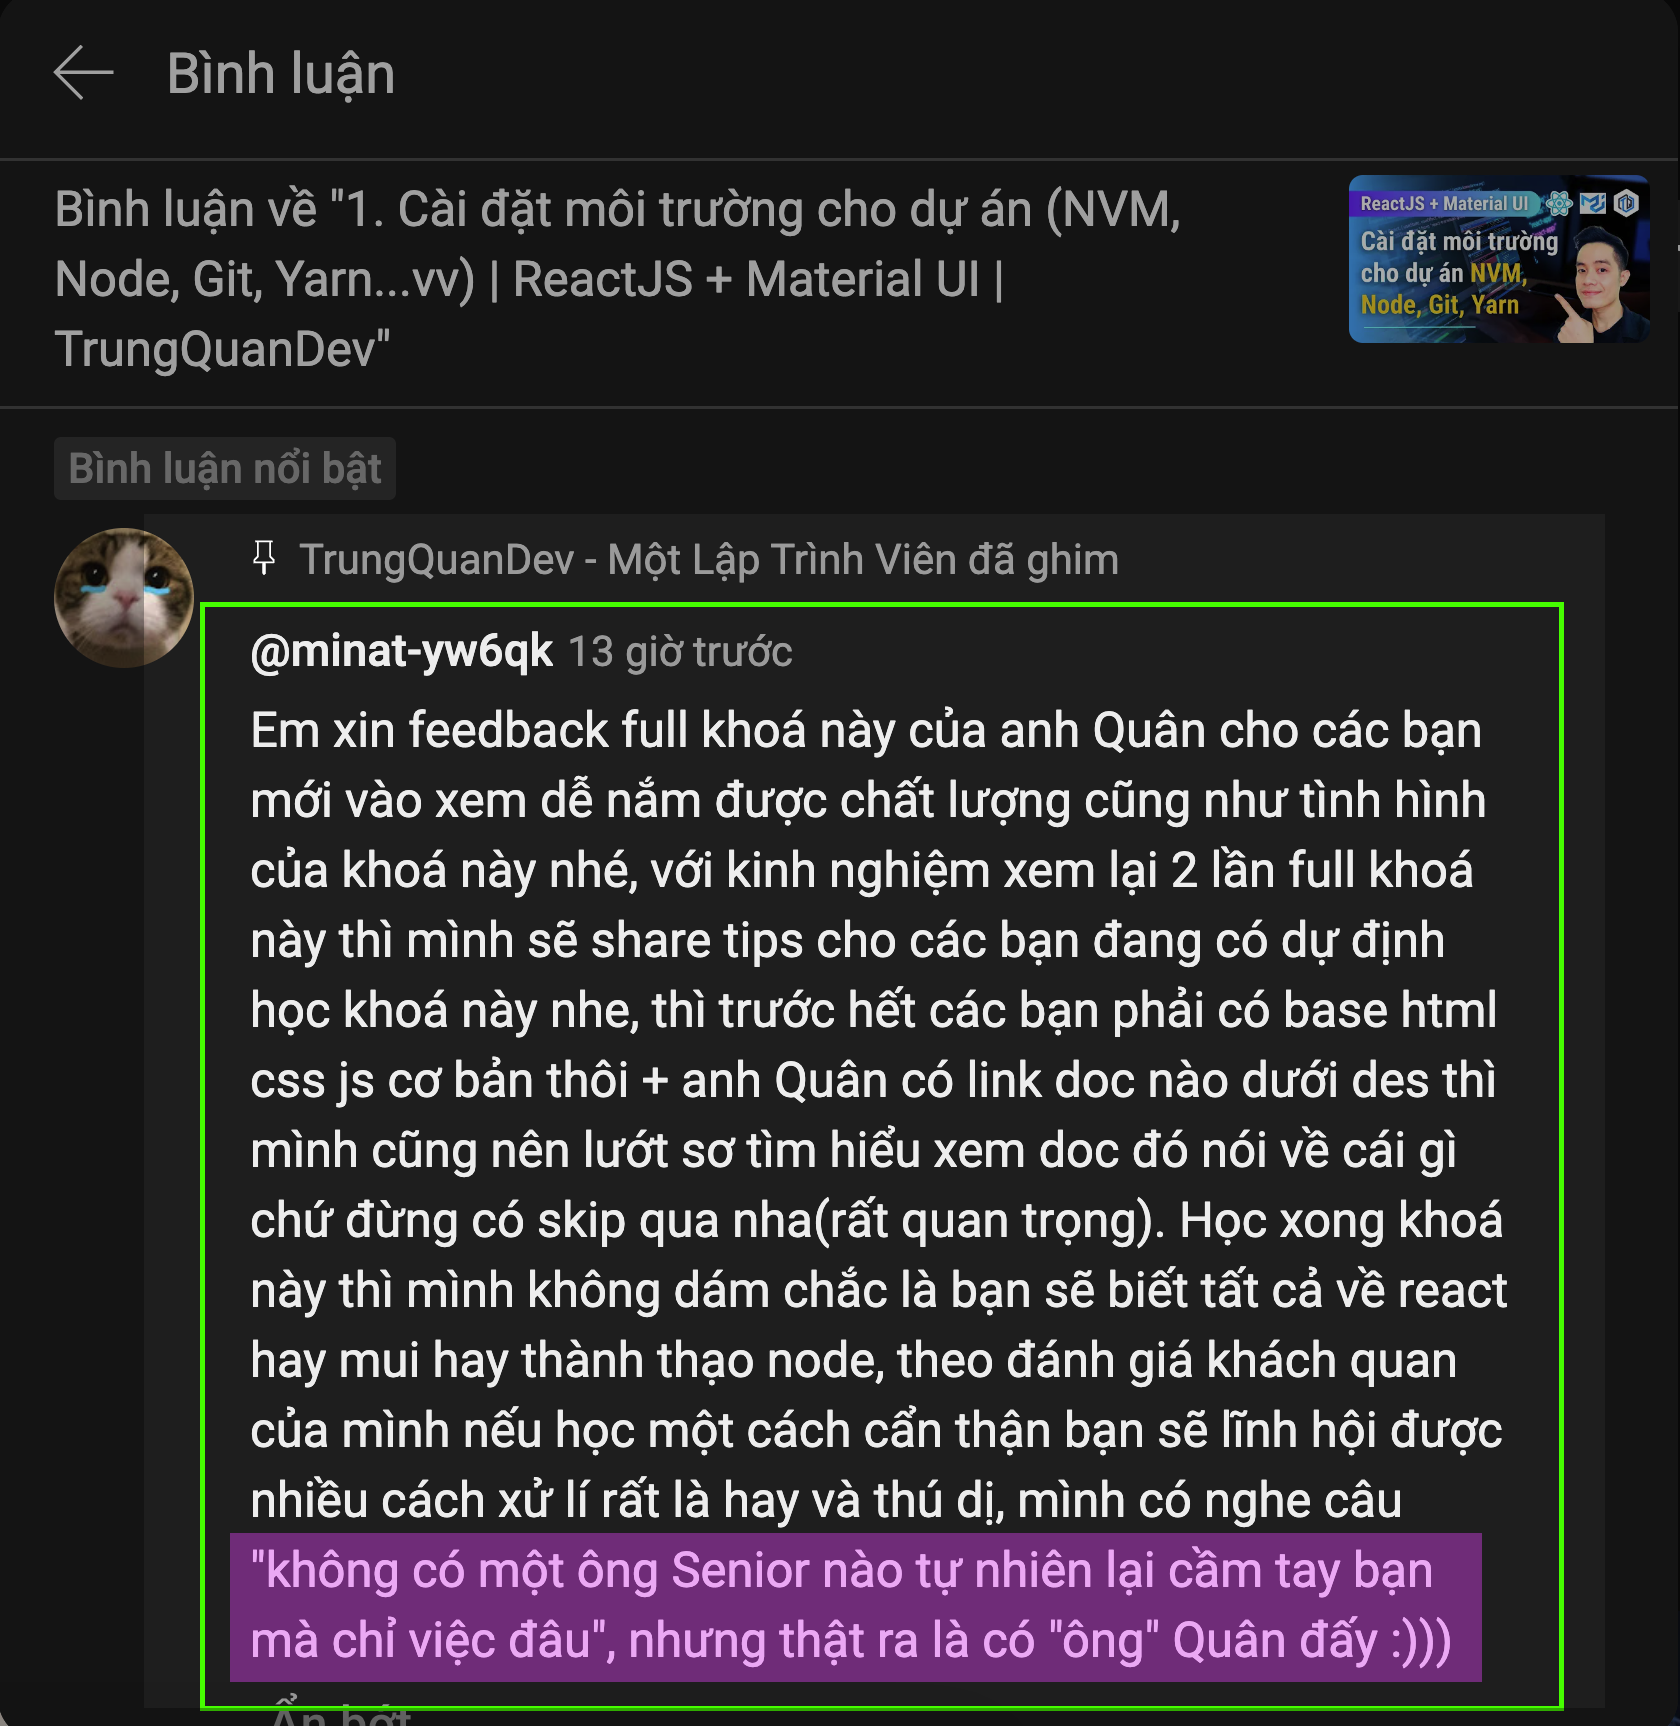 Bình luận
Bình luận về "1. Cài đặt môi trường cho dự án (NVM,
Node, Git, Yarn...vv) | ReactJS + Material UI |
TrungQuanDev"
ReactJS + Material UI
Cài đặt môi trường
cho dự án NVM,
Node, Git, Yarn
Bình luận nổi bật
TrungQuanDev - Một Lập Trình Viên đã ghim
@minat-yw6qk 13 giờ trước
Em xin feedback full khoá này của anh Quân cho các bạn
mới vào xem dễ nắm được chất lượng cũng như tình hình
của khoá này nhé, với kinh nghiệm xem lại 2 lần full khoá
này thì mình sẽ share tips cho các bạn đang có dự định
học khoá này nhe, thì trước hết các bạn phải có base html
css js cơ bản thôi + anh Quân có link doc nào dưới des thì
mình cũng nên lướt sơ tìm hiểu xem doc đó nói về cái gì
chứ đừng có skip qua nha(rất quan trọng). Học xong khoá
này thì mình không dám chắc là bạn sẽ biết tất cả về react
hay mui hay thành thạo node, theo đánh giá khách quan
của mình nếu học một cách cẩn thận bạn sẽ lĩnh hội được
nhiều cách xử lí rất là hay và thú dị, mình có nghe câu
"không có một ông Senior nào tự nhiên lại cầm tay bạn
mà chỉ việc đâu", nhưng thật ra là có "ông" Quân đấy :)))
Ẩn bớt